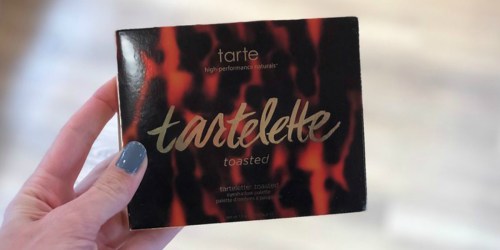 tarte
high-performance naturals
tartelette
toasted